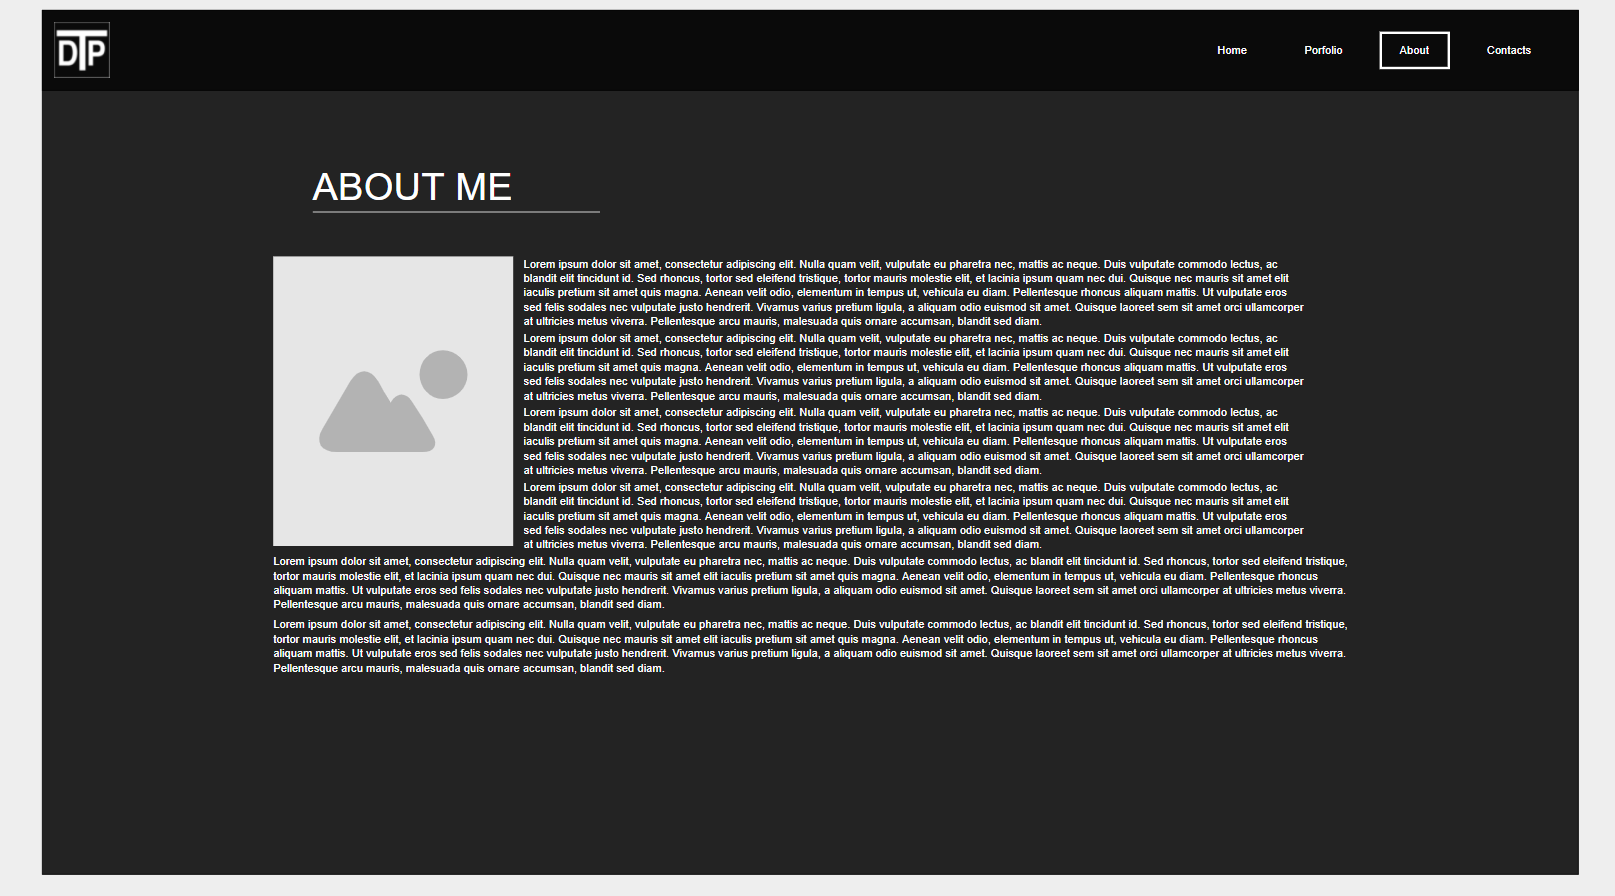 DTP
Home Porfolio About Contacts
ABOUT ME
Lorem ipsum dolor sit amet, consectetur adipiscing elit. Nulla quam velit, vulputate eu pharetra nec, mattis ac neque. Duis vulputate commodo lectus, ac
blandit elit tincidunt id. Sed rhoncus, tortor sed eleifend tristique, tortor mauris molestie elit, et lacinia ipsum quam nec dui. Quisque nec mauris sit amet elit
iaculis pretium sit amet quis magna. Aenean velit odio, elementum in tempus ut, vehicula eu diam. Pellentesque rhoncus aliquam mattis. Ut vulputate eros
sed felis sodales nec vulputate justo hendrerit. Vivamus varius pretium ligula, a aliquam odio euismod sit amet. Quisque laoreet sem sit amet orci ullamcorper
at ultricies metus viverra. Pellentesque arcu mauris, malesuada quis ornare accumsan, blandit sed diam.
Lorem ipsum dolor sit amet, consectetur adipiscing elit. Nulla quam velit, vulputate eu pharetra nec, mattis ac neque. Duis vulputate commodo lectus, ac
blandit elit tincidunt id. Sed rhoncus, tortor sed eleifend tristique, tortor mauris molestie elit, et lacinia ipsum quam nec dui. Quisque nec mauris sit amet elit
iaculis pretium sit amet quis magna. Aenean velit odio, elementum in tempus ut, vehicula eu diam. Pellentesque rhoncus aliquam mattis. Ut vulputate eros
sed felis sodales nec vulputate justo hendrerit. Vivamus varius pretium ligula, a aliquam odio euismod sit amet. Quisque laoreet sem sit amet orci ullamcorper
at ultricies metus viverra. Pellentesque arcu mauris, malesuada quis ornare accumsan, blandit sed diam.
Lorem ipsum dolor sit amet, consectetur adipiscing elit. Nulla quam velit, vulputate eu pharetra nec, mattis ac neque. Duis vulputate commodo lectus, ac
blandit elit tincidunt id. Sed rhoncus, tortor sed eleifend tristique, tortor mauris molestie elit, et lacinia ipsum quam nec dui. Quisque nec mauris sit amet elit
iaculis pretium sit amet quis magna. Aenean velit odio, elementum in tempus ut, vehicula eu diam. Pellentesque rhoncus aliquam mattis. Ut vulputate eros
sed felis sodales nec vulputate justo hendrerit. Vivamus varius pretium ligula, a aliquam odio euismod sit amet. Quisque laoreet sem sit amet orci ullamcorper
at ultricies metus viverra. Pellentesque arcu mauris, malesuada quis ornare accumsan, blandit sed diam.
Lorem ipsum dolor sit amet, consectetur adipiscing elit. Nulla quam velit, vulputate eu pharetra nec, mattis ac neque. Duis vulputate commodo lectus, ac
blandit elit tincidunt id. Sed rhoncus, tortor sed eleifend tristique, tortor mauris molestie elit, et lacinia ipsum quam nec dui. Quisque nec mauris sit amet elit
iaculis pretium sit amet quis magna. Aenean velit odio, elementum in tempus ut, vehicula eu diam. Pellentesque rhoncus aliquam mattis. Ut vulputate eros
sed felis sodales nec vulputate justo hendrerit. Vivamus varius pretium ligula, a aliquam odio euismod sit amet. Quisque laoreet sem sit amet orci ullamcorper
at ultricies metus viverra. Pellentesque arcu mauris, malesuada quis ornare accumsan, blandit sed diam.
Lorem ipsum dolor sit amet, consectetur adipiscing elit. Nulla quam velit, vulputate eu pharetra nec, mattis ac neque. Duis vulputate commodo lectus, ac blandit elit tincidunt id. Sed rhoncus, tortor sed eleifend tristique,
tortor mauris molestie elit, et lacinia ipsum quam nec dui. Quisque nec mauris sit amet elit iaculis pretium sit amet quis magna. Aenean velit odio, elementum in tempus ut, vehicula eu diam. Pellentesque rhoncus
aliquam mattis. Ut vulputate eros sed felis sodales nec vulputate justo hendrerit. Vivamus varius pretium ligula, a aliquam odio euismod sit amet. Quisque laoreet sem sit amet orci ullamcorper at ultricies metus viverra.
Pellentesque arcu mauris, malesuada quis ornare accumsan, blandit sed diam.
Lorem ipsum dolor sit amet, consectetur adipiscing elit. Nulla quam velit, vulputate eu pharetra nec, mattis ac neque. Duis vulputate commodo lectus, ac blandit elit tincidunt id. Sed rhoncus, tortor sed eleifend tristique,
tortor mauris molestie elit, et lacinia ipsum quam nec dui. Quisque nec mauris sit amet elit iaculis pretium sit amet quis magna. Aenean velit odio, elementum in tempus ut, vehicula eu diam. Pellentesque rhoncus
aliquam mattis. Ut vulputate eros sed felis sodales nec vulputate justo hendrerit. Vivamus varius pretium ligula, a aliquam odio euismod sit amet. Quisque laoreet sem sit amet orci ullamcorper at ultricies metus viverra.
Pellentesque arcu mauris, malesuada quis ornare accumsan, blandit sed diam.